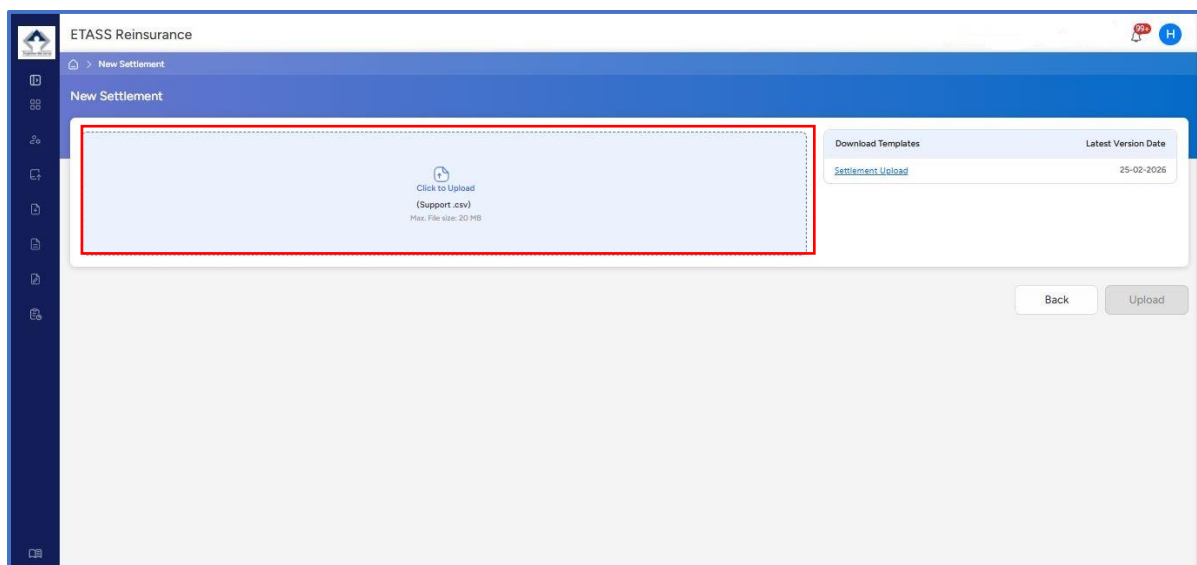 ETASS Reinsurance
99+
H
> New Settlement
New Settlement
Click to Upload
(Support .csv)
Max. File size: 20 MB
Download Templates Latest Version Date
Settlement Upload 25-02-2026
Back Upload